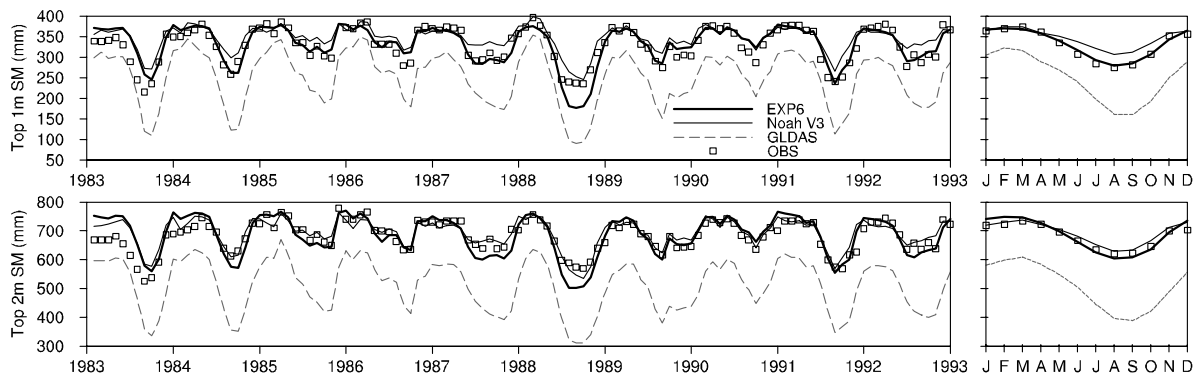 Top 1m SM (mm)
400
350
300
250
200
150
100
50
EXP6
Noah V3
GLDAS
OBS
1983 1984 1985 1986 1987 1988 1989 1990 1991 1992 1993
J F M A M J J A S O N D
Top 2m SM (mm)
800
700
600
500
400
300
1983 1984 1985 1986 1987 1988 1989 1990 1991 1992 1993
J F M A M J J A S O N D